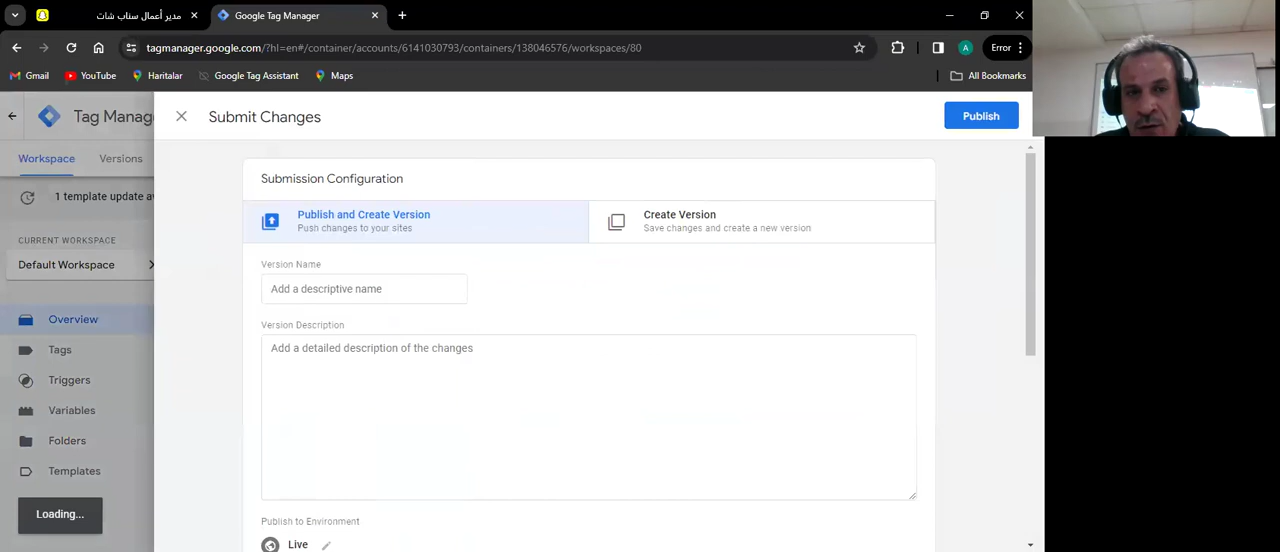 مدير أعمال سناب شات
Google Tag Manager
tagmanager.google.com/?hl=en#/container/accounts/6141030793/containers/138046576/workspaces/80
A
Error
Gmail
YouTube
Haritalar
Google Tag Assistant
Maps
All Bookmarks
Tag Manag
Submit Changes
Publish
Workspace
Versions
1 template update av
CURRENT WORKSPACE
Default Workspace
Overview
Tags
Triggers
Variables
Folders
Templates
Loading...
Submission Configuration
Publish and Create Version
Push changes to your sites
Create Version
Save changes and create a new version
Version Name
Add a descriptive name
Version Description
Add a detailed description of the changes
Publish to Environment
Live